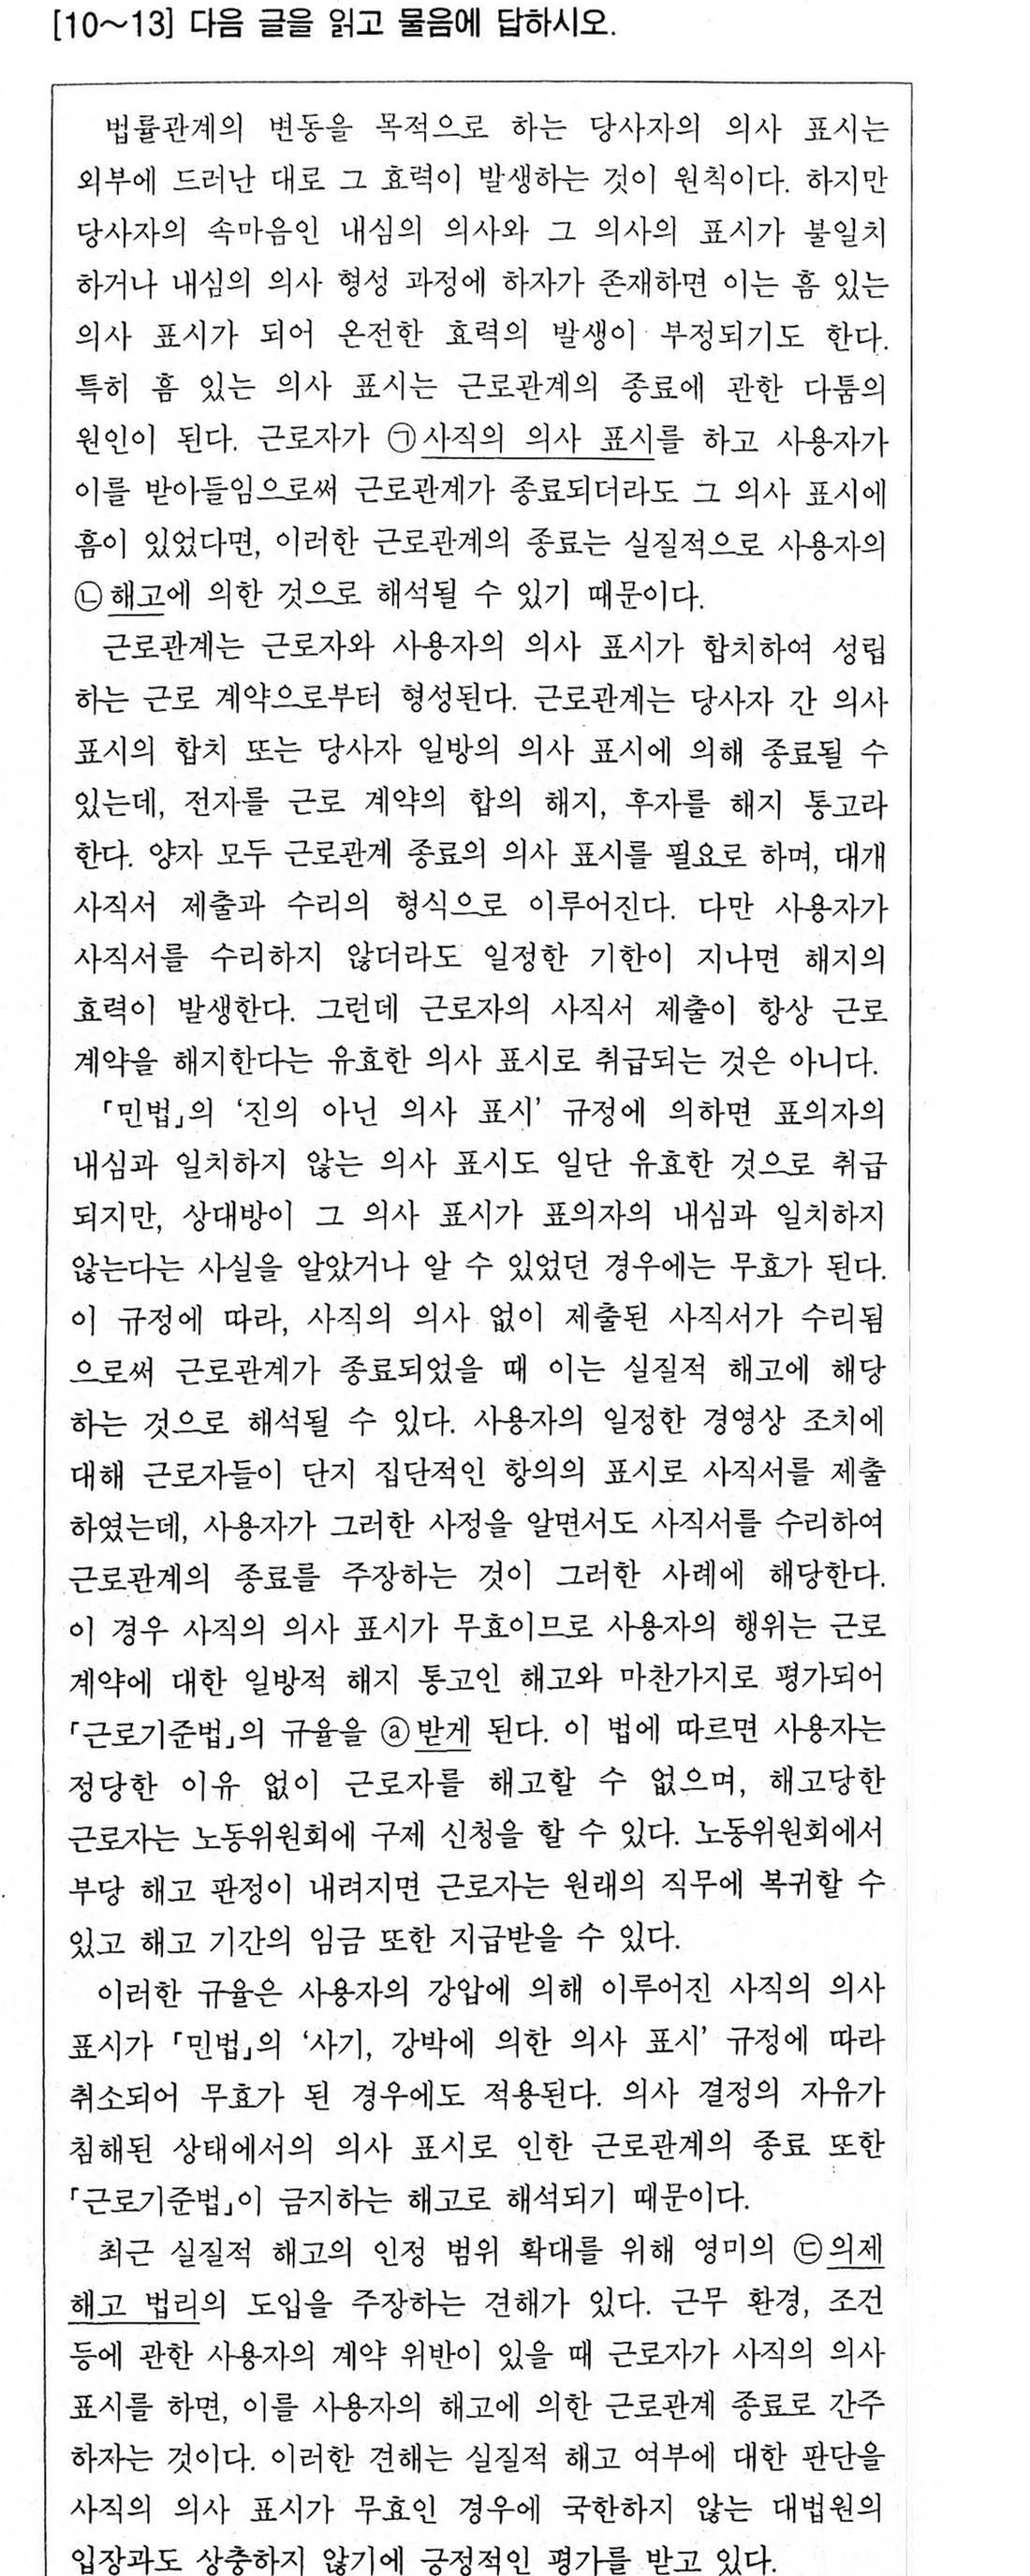 [10~13] 다음 글을 읽고 물음에 답하시오.
법률관계의 변동을 목적으로 하는 당사자의 의사 표시는
외부에 드러난 대로 그 효력이 발생하는 것이 원칙이다. 하지만
당사자의 속마음인 내심의 의사와 그 의사의 표시가 불일치
하거나 내심의 의사 형성 과정에 하자가 존재하면 이는 흠 있는
의사 표시가 되어 온전한 효력의 발생이 부정되기도 한다.
특히 흠 있는 의사 표시는 근로관계의 종료에 관한 다툼의
원인이 된다. 근로자가 ㉠사직의 의사 표시를 하고 사용자가
이를 받아들임으로써 근로관계가 종료되더라도 그 의사 표시에
흠이 있었다면, 이러한 근로관계의 종료는 실질적으로 사용자의
㉡해고에 의한 것으로 해석될 수 있기 때문이다.
근로관계는 근로자와 사용자의 의사 표시가 합치하여 성립
하는 근로 계약으로부터 형성된다. 근로관계는 당사자 간 의사
표시의 합치 또는 당사자 일방의 의사 표시에 의해 종료될 수
있는데, 전자를 근로 계약의 합의 해지, 후자를 해지 통고라
한다. 양자 모두 근로관계 종료의 의사 표시를 필요로 하며, 대개
사직서 제출과 수리의 형식으로 이루어진다. 다만 사용자가
사직서를 수리하지 않더라도 일정한 기한이 지나면 해지의
효력이 발생한다. 그런데 근로자의 사직서 제출이 항상 근로
계약을 해지한다는 유효한 의사 표시로 취급되는 것은 아니다.
「민법」의 ‘진의 아닌 의사 표시’ 규정에 의하면 표의자의
내심과 일치하지 않는 의사 표시도 일단 유효한 것으로 취급
되지만, 상대방이 그 의사 표시가 표의자의 내심과 일치하지
않는다는 사실을 알았거나 알 수 있었던 경우에는 무효가 된다.
이 규정에 따라, 사직의 의사 없이 제출된 사직서가 수리됨
으로써 근로관계가 종료되었을 때 이는 실질적 해고에 해당
하는 것으로 해석될 수 있다. 사용자의 일정한 경영상 조치에
대해 근로자들이 단지 집단적인 항의의 표시로 사직서를 제출
하였는데, 사용자가 그러한 사정을 알면서도 사직서를 수리하여
근로관계의 종료를 주장하는 것이 그러한 사례에 해당한다.
이 경우 사직의 의사 표시가 무효이므로 사용자의 행위는 근로
계약에 대한 일방적 해지 통고인 해고와 마찬가지로 평가되어
「근로기준법」의 규율을 ⓐ받게 된다. 이 법에 따르면 사용자는
정당한 이유 없이 근로자를 해고할 수 없으며, 해고당한
근로자는 노동위원회에 구제 신청을 할 수 있다. 노동위원회에서
부당 해고 판정이 내려지면 근로자는 원래의 직무에 복귀할 수
있고 해고 기간의 임금 또한 지급받을 수 있다.
이러한 규율은 사용자의 강압에 의해 이루어진 사직의 의사
표시가 「민법」의 ‘사기, 강박에 의한 의사 표시’ 규정에 따라
취소되어 무효가 된 경우에도 적용된다. 의사 결정의 자유가
침해된 상태에서의 의사 표시로 인한 근로관계의 종료 또한
「근로기준법」이 금지하는 해고로 해석되기 때문이다.
최근 실질적 해고의 인정 범위 확대를 위해 영미의 ㉢의제
해고 법리의 도입을 주장하는 견해가 있다. 근무 환경, 조건
등에 관한 사용자의 계약 위반이 있을 때 근로자가 사직의 의사
표시를 하면, 이를 사용자의 해고에 의한 근로관계 종료로 간주
하자는 것이다. 이러한 견해는 실질적 해고 여부에 대한 판단을
사직의 의사 표시가 무효인 경우에 국한하지 않는 대법원의
입장과도 상충하지 않기에 긍정적인 평가를 받고 있다.